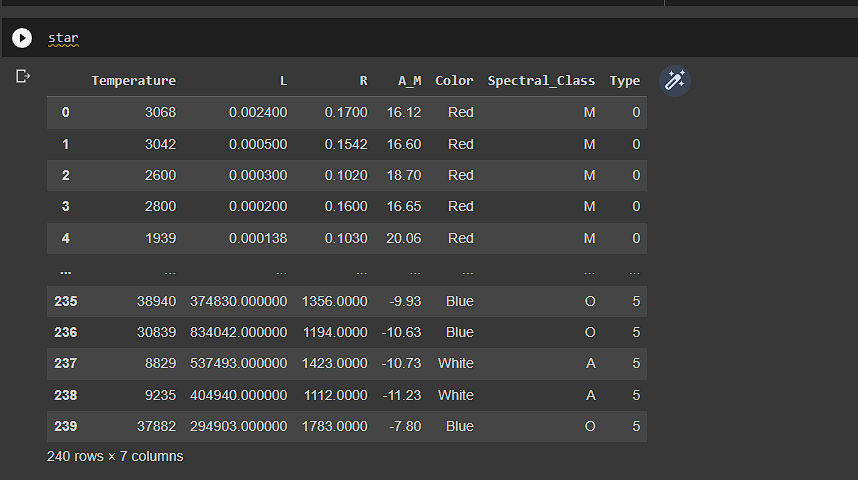 star
Temperature L R A_M Color Spectral_Class Type
0 3068 0.002400 0.1700 16.12 Red M 0
1 3042 0.000500 0.1542 16.60 Red M 0
2 2600 0.000300 0.1020 18.70 Red M 0
3 2800 0.000200 0.1600 16.65 Red M 0
4 1939 0.000138 0.1030 20.06 Red M 0
... ... ... ... ... ... ... ...
235 38940 374830.000000 1356.0000 -9.93 Blue O 5
236 30839 834042.000000 1194.0000 -10.63 Blue O 5
237 8829 537493.000000 1423.0000 -10.73 White A 5
238 9235 404940.000000 1112.0000 -11.23 White A 5
239 37882 294903.000000 1783.0000 -7.80 Blue O 5
240 rows × 7 columns